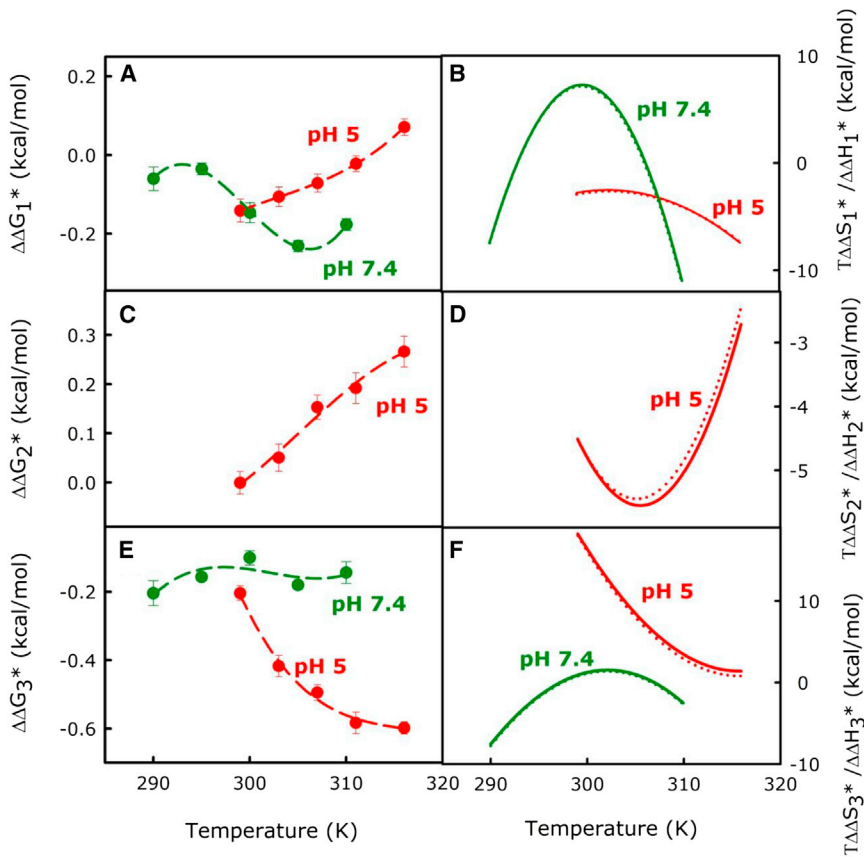 A
B
ΔΔG1* (kcal/mol)
0.2
0.0
-0.2
pH 5
pH 7.4
pH 7.4
pH 5
10
0
-10
TΔΔS1* /ΔΔH1* (kcal/mol)
C
D
ΔΔG2* (kcal/mol)
0.3
0.2
0.1
0.0
pH 5
pH 5
-3
-4
-5
TΔΔS2* /ΔΔH2* (kcal/mol)
E
F
ΔΔG3* (kcal/mol)
-0.2
-0.4
-0.6
pH 7.4
pH 5
pH 5
pH 7.4
10
0
-10
TΔΔS3* /ΔΔH3* (kcal/mol)
290 300 310 320
290 300 310 320
Temperature (K)
Temperature (K)